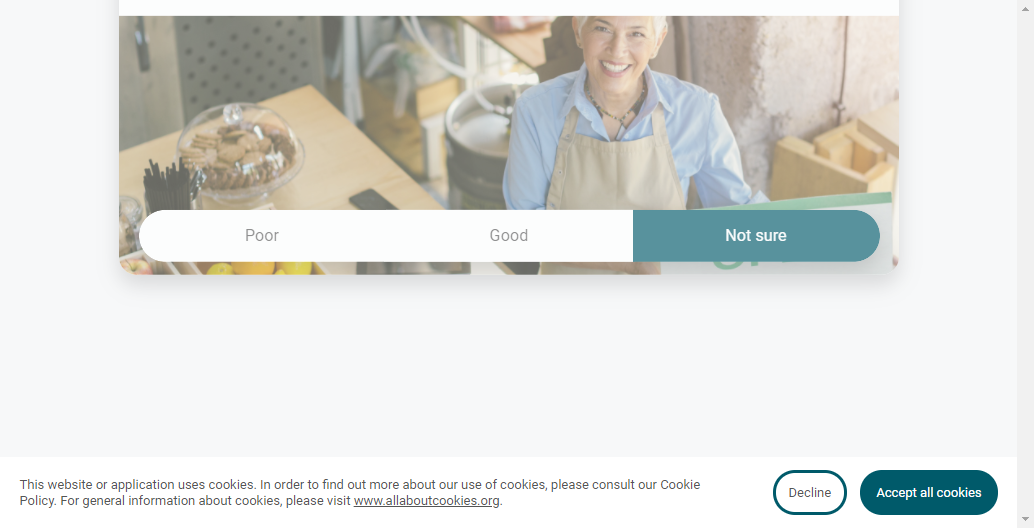 Poor
Good
Not sure
This website or application uses cookies. In order to find out more about our use of cookies, please consult our Cookie
Policy. For general information about cookies, please visit www.allaboutcookies.org.
Decline
Accept all cookies